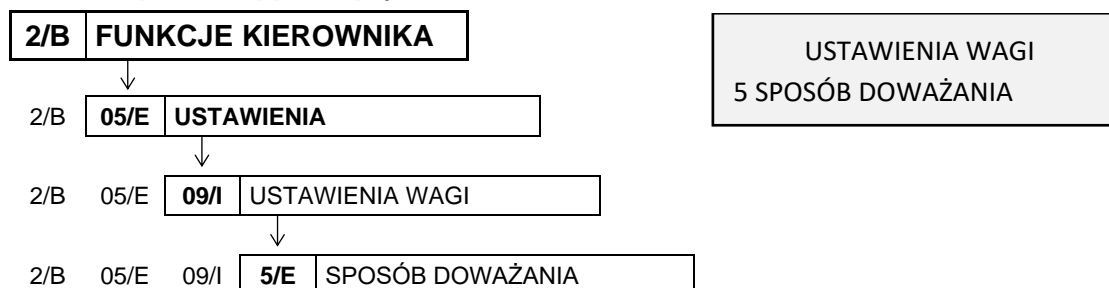 2/B FUNKCJE KIEROWNIKA
2/B 05/E USTAWIENIA
2/B 05/E 09/I USTAWIENIA WAGI
2/B 05/E 09/I 5/E SPOSÓB DOWAŻANIA
USTAWIENIA WAGI
5 SPOSÓB DOWAŻANIA